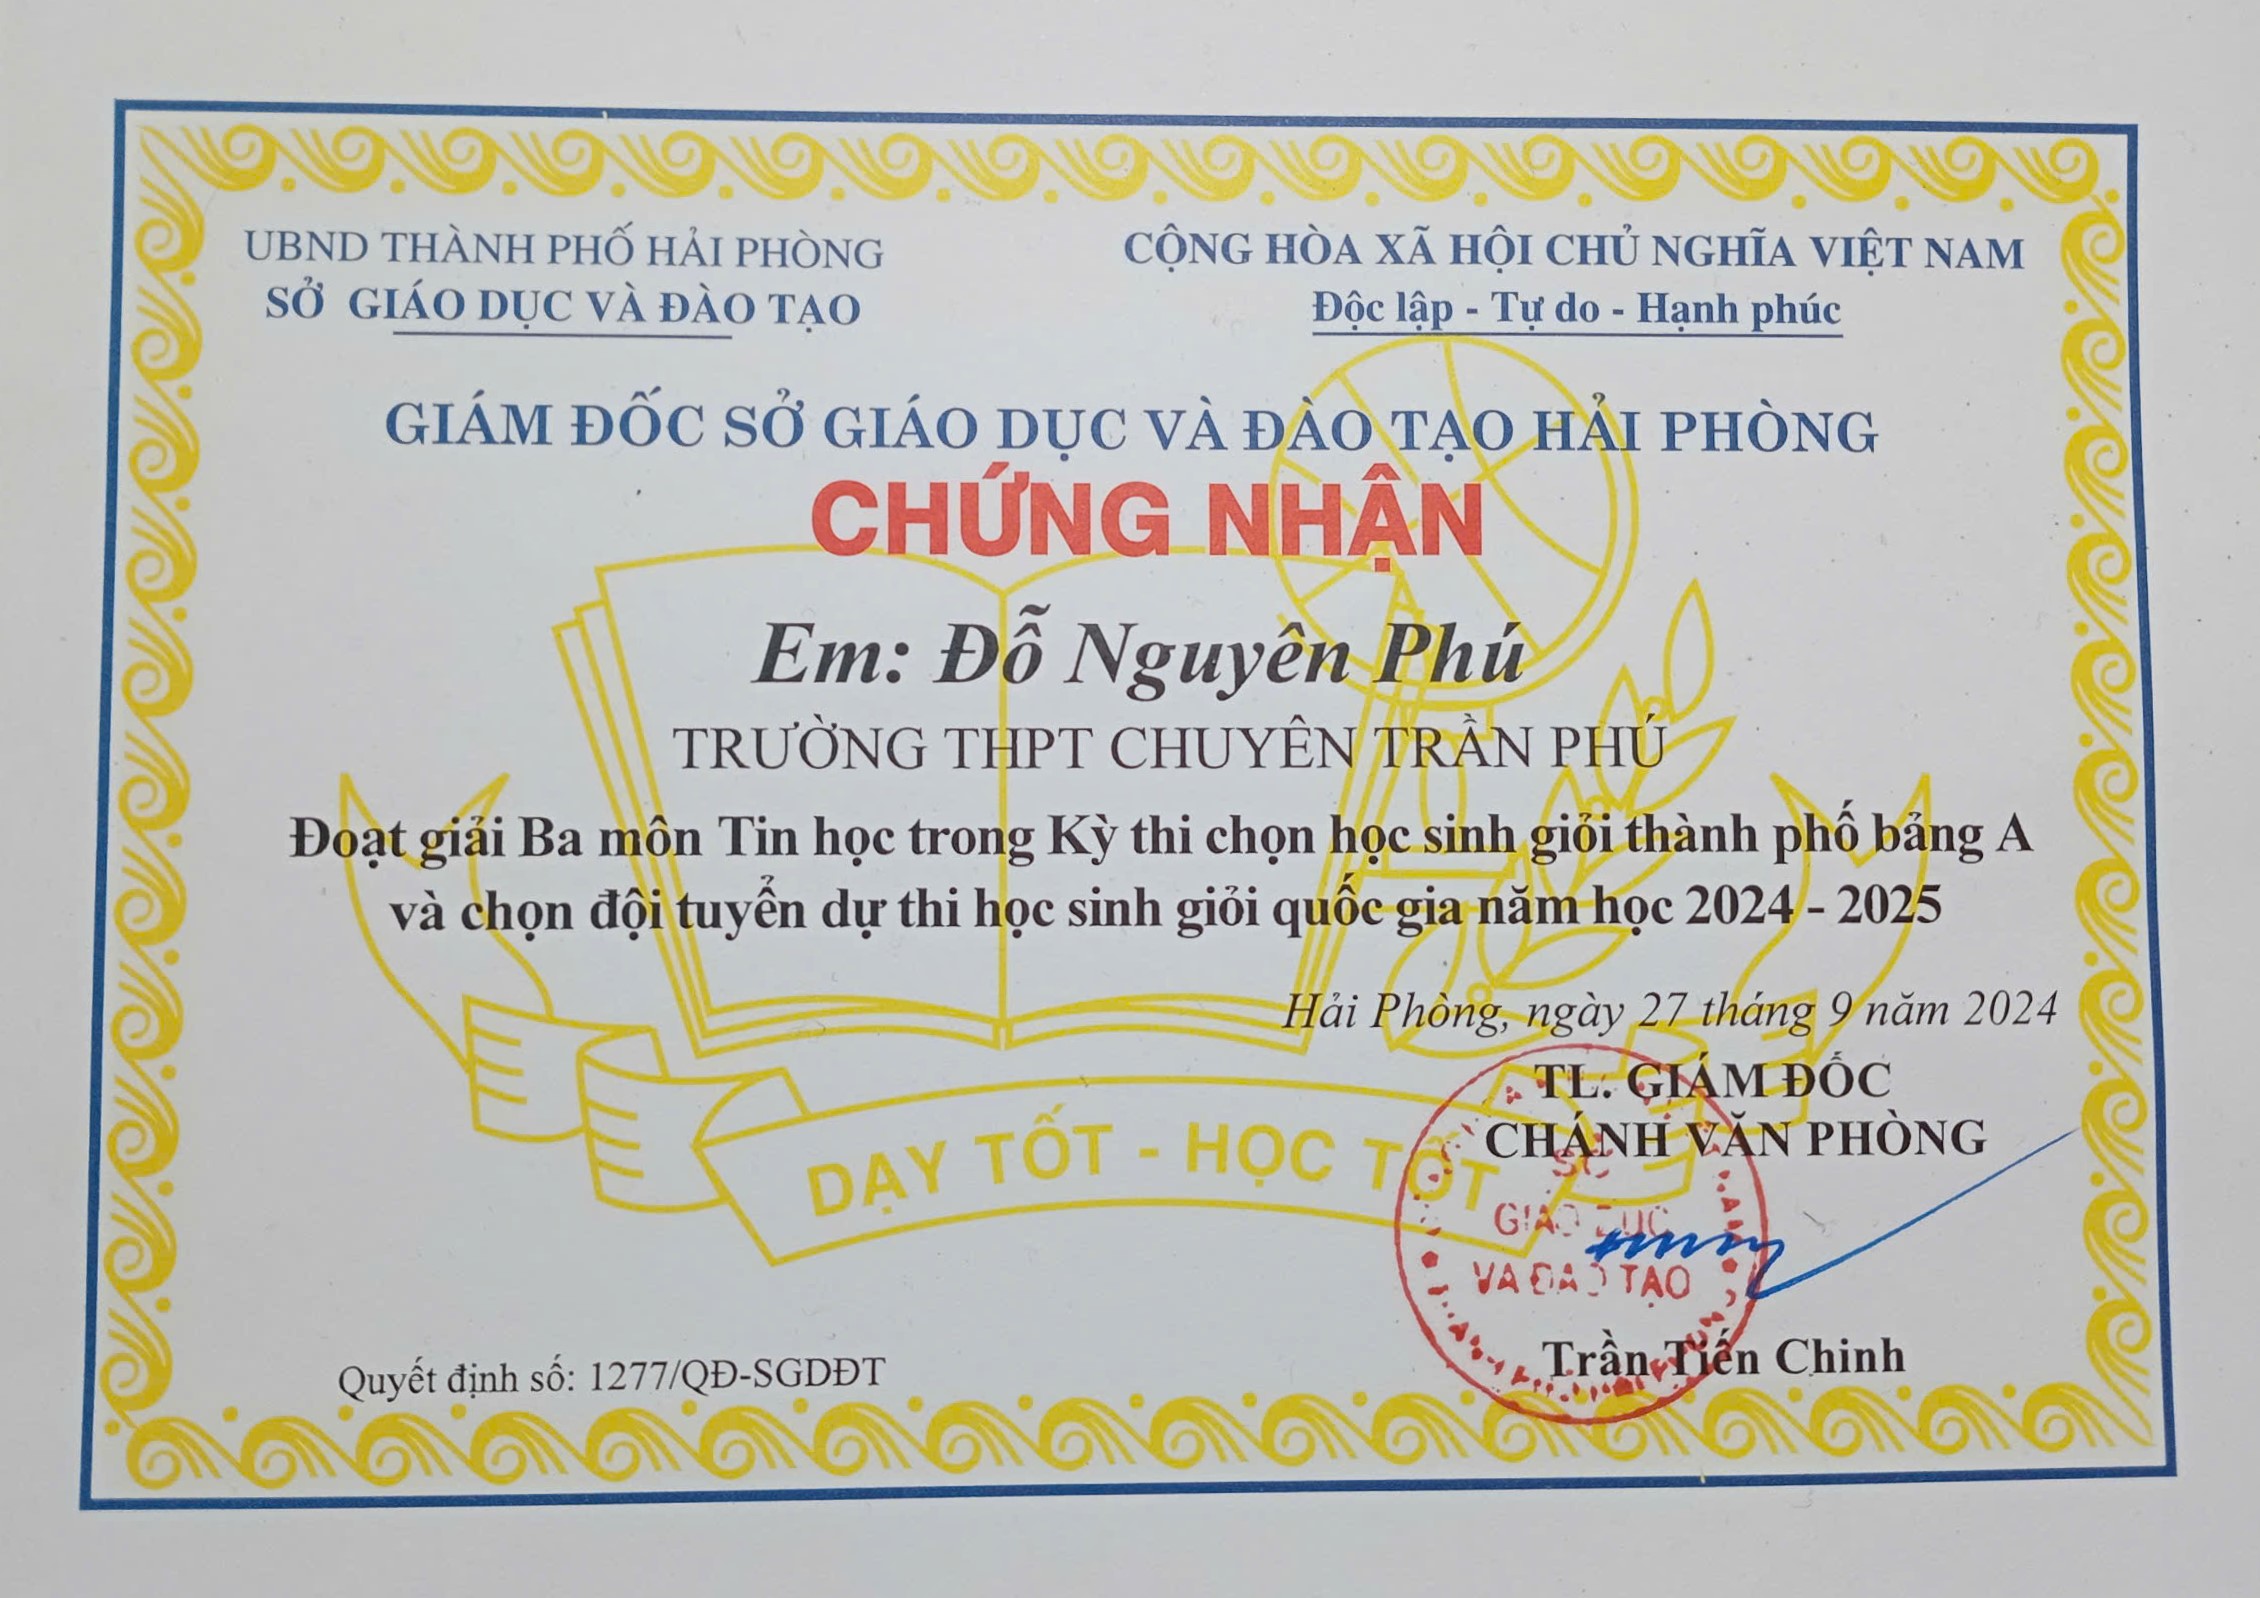 UBND THÀNH PHỐ HẢI PHÒNG
SỞ GIÁO DỤC VÀ ĐÀO TẠO
CỘNG HÒA XÃ HỘI CHỦ NGHĨA VIỆT NAM
Độc lập - Tự do - Hạnh phúc
GIÁM ĐỐC SỞ GIÁO DỤC VÀ ĐÀO TẠO HẢI PHÒNG
CHỨNG NHẬN
Em: Đỗ Nguyên Phú
TRƯỜNG THPT CHUYÊN TRẦN PHÚ
Đoạt giải Ba môn Tin học trong Kỳ thi chọn học sinh giỏi thành phố bảng A
và chọn đội tuyển dự thi học sinh giỏi quốc gia năm học 2024 - 2025
Hải Phòng, ngày 27 tháng 9 năm 2024
TL. GIÁM ĐỐC
CHÁNH VĂN PHÒNG
DẠY TỐT - HỌC TỐT
SỞ
GIÁO DỤC
VÀ ĐÀO TẠO
Trần Tiến Chinh
Quyết định số: 1277/QĐ-SGDĐT